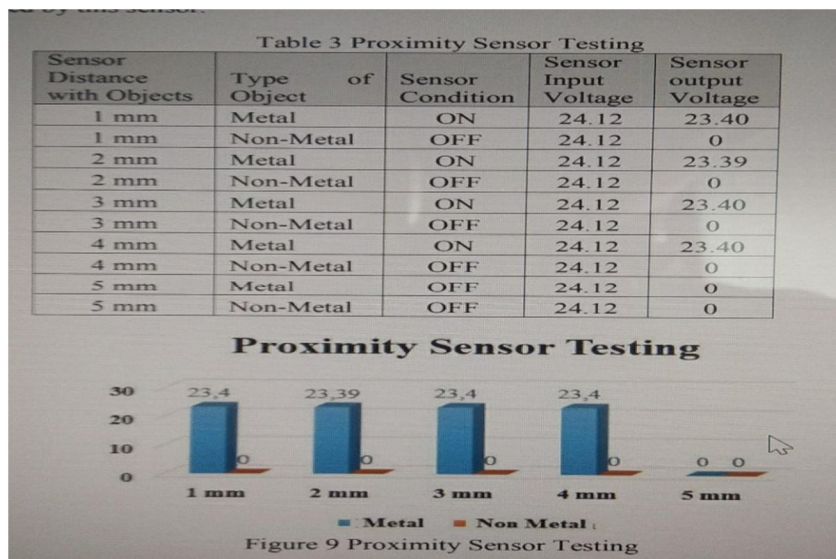 Table 3 Proximity Sensor Testing
Sensor Distance with Objects | Type of Object | Sensor Condition | Sensor Input Voltage | Sensor output Voltage
1 mm | Metal | ON | 24.12 | 23.40
1 mm | Non-Metal | OFF | 24.12 | 0
2 mm | Metal | ON | 24.12 | 23.39
2 mm | Non-Metal | OFF | 24.12 | 0
3 mm | Metal | ON | 24.12 | 23.40
3 mm | Non-Metal | OFF | 24.12 | 0
4 mm | Metal | ON | 24.12 | 23.40
4 mm | Non-Metal | OFF | 24.12 | 0
5 mm | Metal | OFF | 24.12 | 0
5 mm | Non-Metal | OFF | 24.12 | 0
Proximity Sensor Testing
30
20
10
0
23,4 0 23,39 0 23,4 0 23,4 0 0 0
1 mm 2 mm 3 mm 4 mm 5 mm
Metal Non Metal
Figure 9 Proximity Sensor Testing